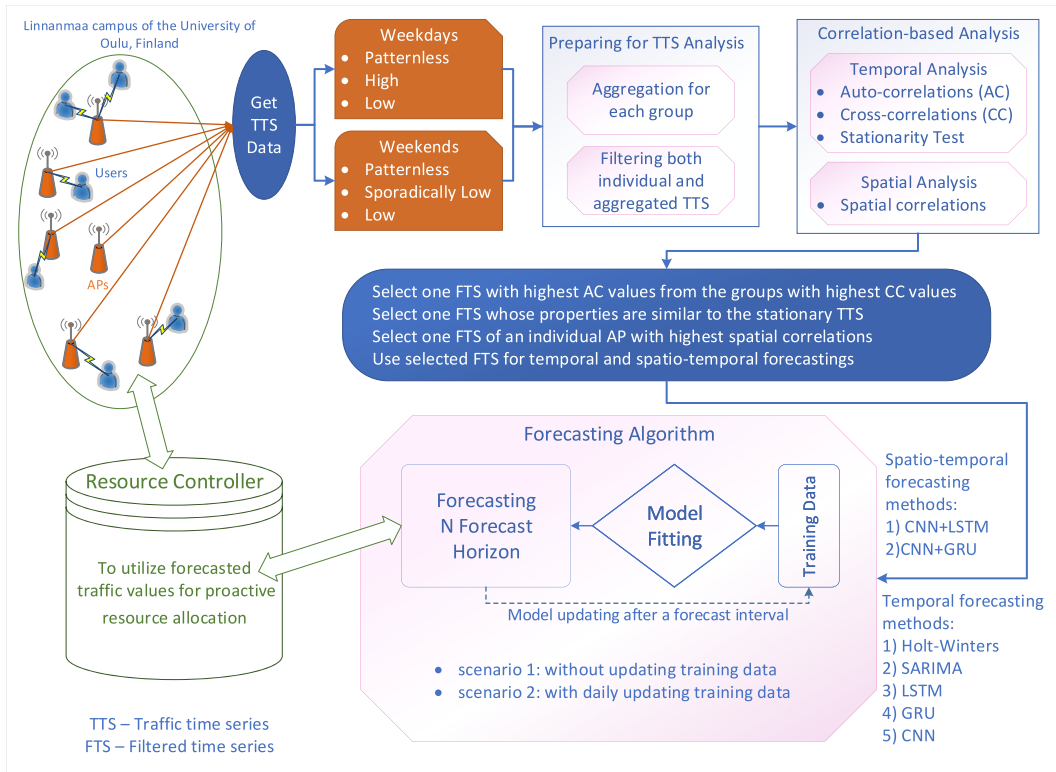 Linnanmaa campus of the University of
Oulu, Finland
Users
APs
Get
TTS
Data
Weekdays
• Patternless
• High
• Low
Weekends
• Patternless
• Sporadically Low
• Low
Preparing for TTS Analysis
Aggregation for
each group
Filtering both
individual and
aggregated TTS
Correlation-based Analysis
Temporal Analysis
• Auto-correlations (AC)
• Cross-correlations (CC)
• Stationarity Test
Spatial Analysis
• Spatial correlations
Select one FTS with highest AC values from the groups with highest CC values
Select one FTS whose properties are similar to the stationary TTS
Select one FTS of an individual AP with highest spatial correlations
Use selected FTS for temporal and spatio-temporal forecastings
Forecasting Algorithm
Forecasting
N Forecast
Horizon
Model
Fitting
Training Data
Model updating after a forecast interval
• scenario 1: without updating training data
• scenario 2: with daily updating training data
Spatio-temporal
forecasting
methods:
1) CNN+LSTM
2)CNN+GRU
Temporal forecasting
methods:
1) Holt-Winters
2) SARIMA
3) LSTM
4) GRU
5) CNN
Resource Controller
To utilize forecasted
traffic values for proactive
resource allocation
TTS – Traffic time series
FTS – Filtered time series